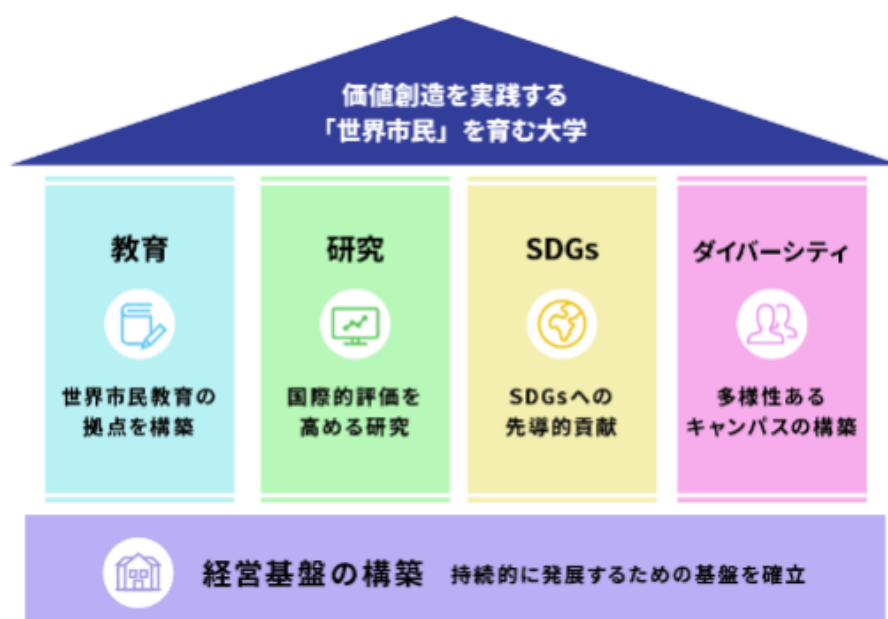 価値創造を実践する
「世界市民」を育む大学
教育
世界市民教育の
拠点を構築
研究
国際的評価を
高める研究
SDGs
SDGsへの
先導的貢献
ダイバーシティ
多様性ある
キャンパスの構築
経営基盤の構築 持続的に発展するための基盤を確立